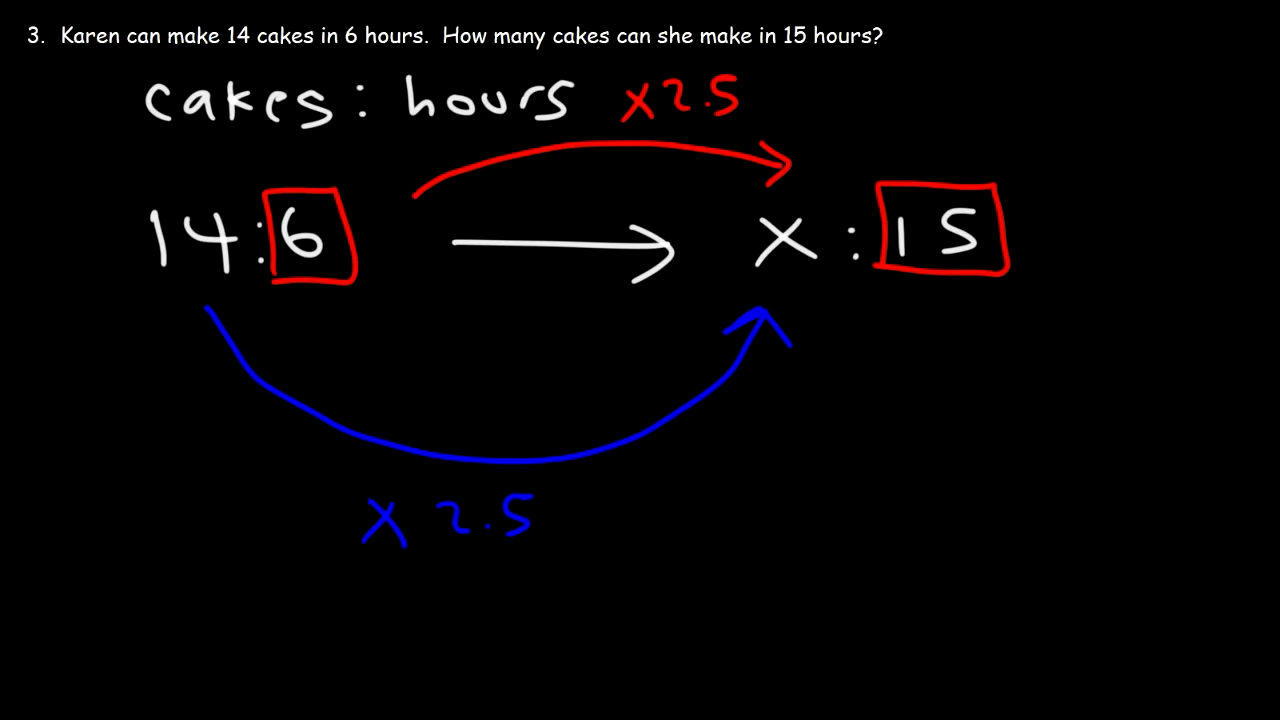 3. Karen can make 14 cakes in 6 hours. How many cakes can she make in 15 hours?
cakes: hours x2.5
14:6 x:15
x 2.5